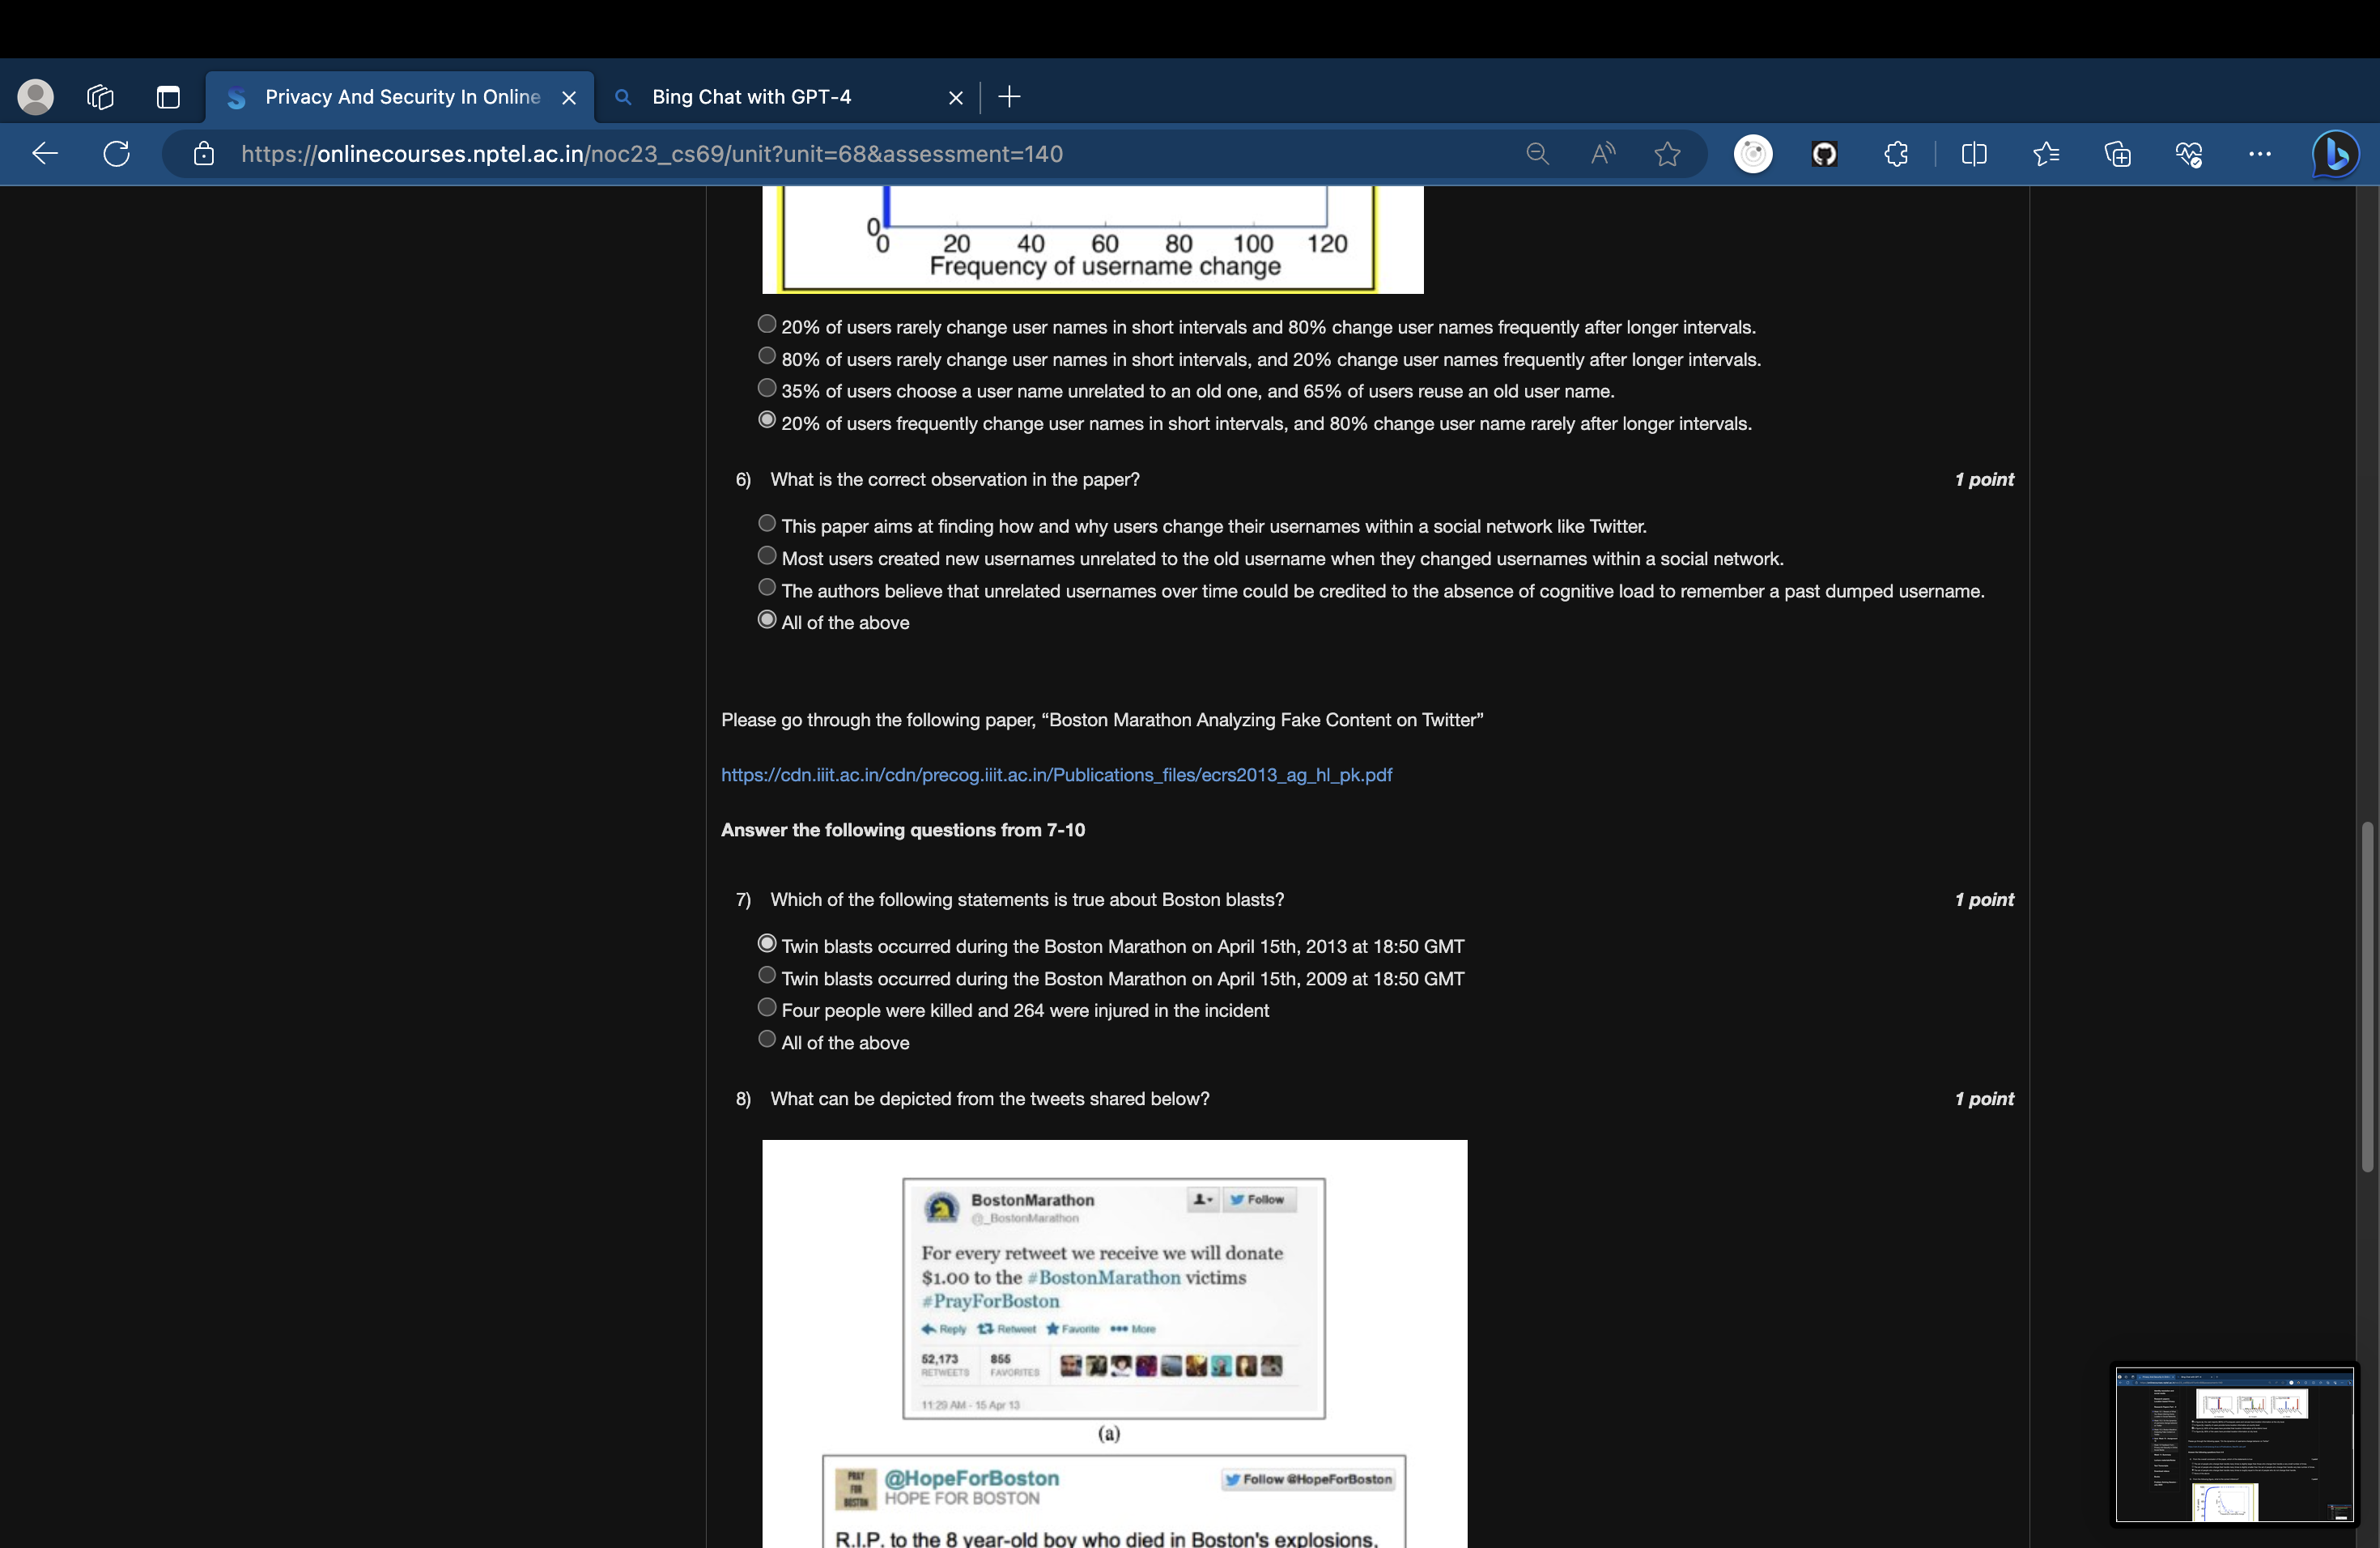 Privacy And Security In Online
Bing Chat with GPT-4
https://onlinecourses.nptel.ac.in/noc23_cs69/unit?unit=68&assessment=140
0
0 20 40 60 80 100 120
Frequency of username change
20% of users rarely change user names in short intervals and 80% change user names frequently after longer intervals.
80% of users rarely change user names in short intervals, and 20% change user names frequently after longer intervals.
35% of users choose a user name unrelated to an old one, and 65% of users reuse an old user name.
20% of users frequently change user names in short intervals, and 80% change user name rarely after longer intervals.
6) What is the correct observation in the paper? 1 point
This paper aims at finding how and why users change their usernames within a social network like Twitter.
Most users created new usernames unrelated to the old username when they changed usernames within a social network.
The authors believe that unrelated usernames over time could be credited to the absence of cognitive load to remember a past dumped username.
All of the above
Please go through the following paper, “Boston Marathon Analyzing Fake Content on Twitter”
https://cdn.iiit.ac.in/cdn/precog.iiit.ac.in/Publications_files/ecrs2013_ag_hl_pk.pdf
Answer the following questions from 7-10
7) Which of the following statements is true about Boston blasts? 1 point
Twin blasts occurred during the Boston Marathon on April 15th, 2013 at 18:50 GMT
Twin blasts occurred during the Boston Marathon on April 15th, 2009 at 18:50 GMT
Four people were killed and 264 were injured in the incident
All of the above
8) What can be depicted from the tweets shared below? 1 point
BostonMarathon Follow
@_BostonMarathon
For every retweet we receive we will donate
$1.00 to the #BostonMarathon victims
#PrayForBoston
Reply Retweet Favorite More
52,173 855
RETWEETS FAVORITES
11:29 AM - 15 Apr 13
(a)
PRAY FOR BOSTON
@HopeForBoston Follow @HopeForBoston
HOPE FOR BOSTON
R.I.P. to the 8 year-old boy who died in Boston's explosions,